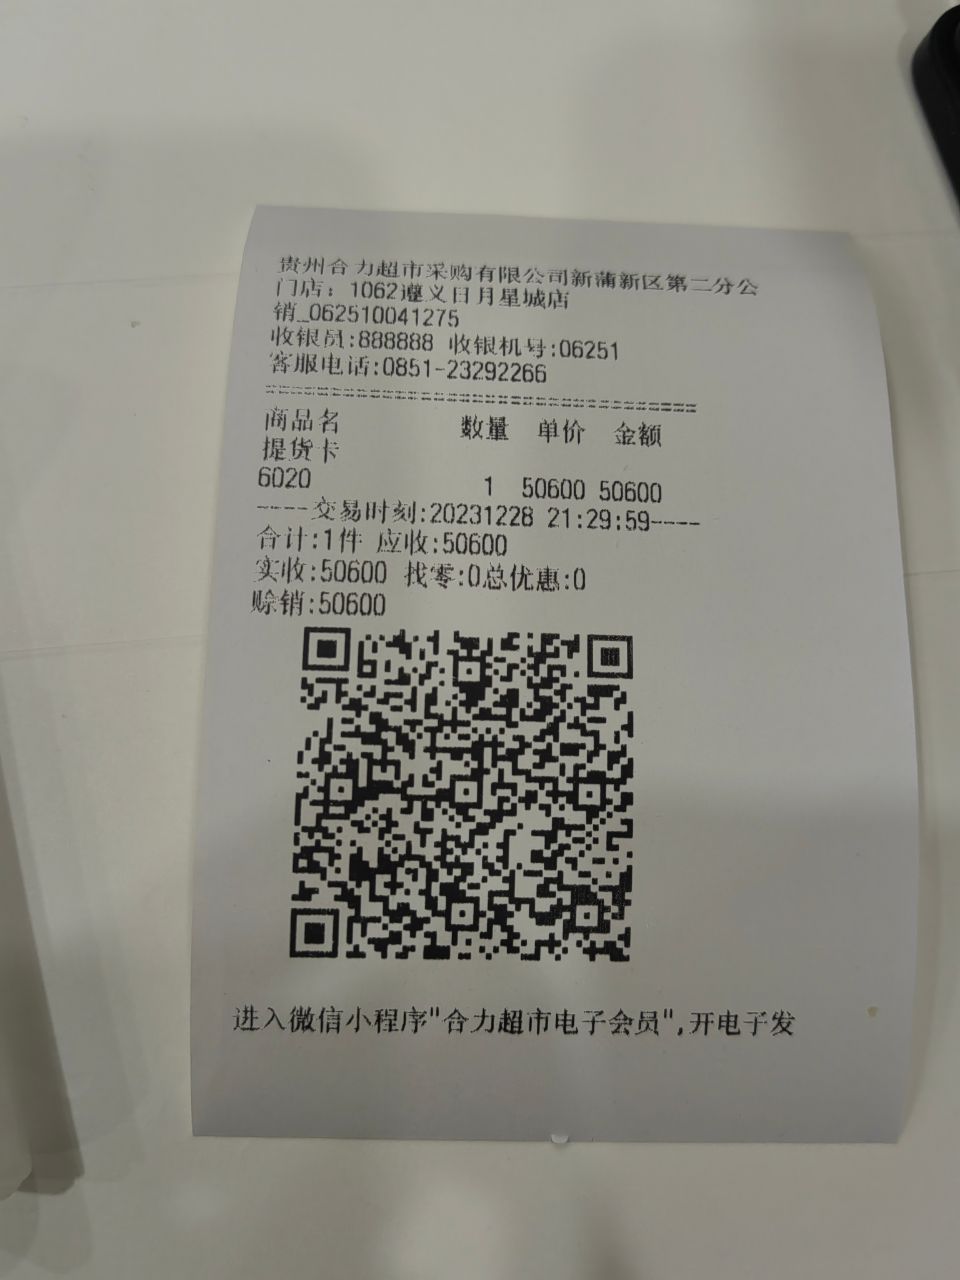 贵州合力超市采购有限公司新蒲新区第二分公
门店：1062遵义日月星城店
销_062510041275
收银员:888888 收银机号:06251
客服电话:0851-23292266
商品名 数量 单价 金额
提货卡
6020 1 50600 50600
----交易时刻:20231228 21:29:59----
合计:1件 应收:50600
实收:50600 找零:0总优惠:0
赊销:50600
进入微信小程序"合力超市电子会员",开电子发